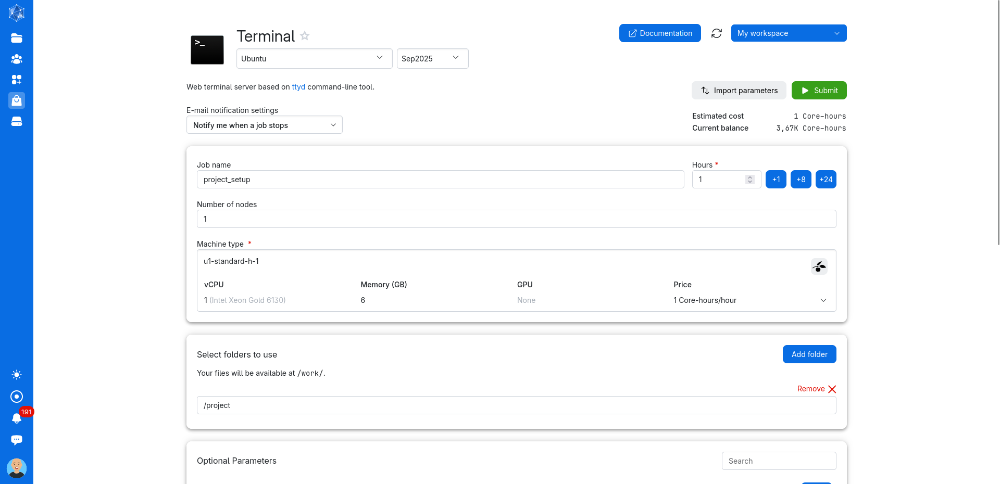 >_
Terminal
Documentation
My workspace
Ubuntu
Sep2025
Web terminal server based on ttyd command-line tool.
Import parameters
Submit
E-mail notification settings
Notify me when a job stops
Estimated cost 1 Core-hours
Current balance 3,67K Core-hours
Job name
project_setup
Hours *
1
+1
+8
+24
Number of nodes
1
Machine type *
u1-standard-h-1
vCPU Memory (GB) GPU Price
1 (Intel Xeon Gold 6130) 6 None 1 Core-hours/hour
Select folders to use
Add folder
Your files will be available at /work/.
Remove
/project
191
Optional Parameters
Search